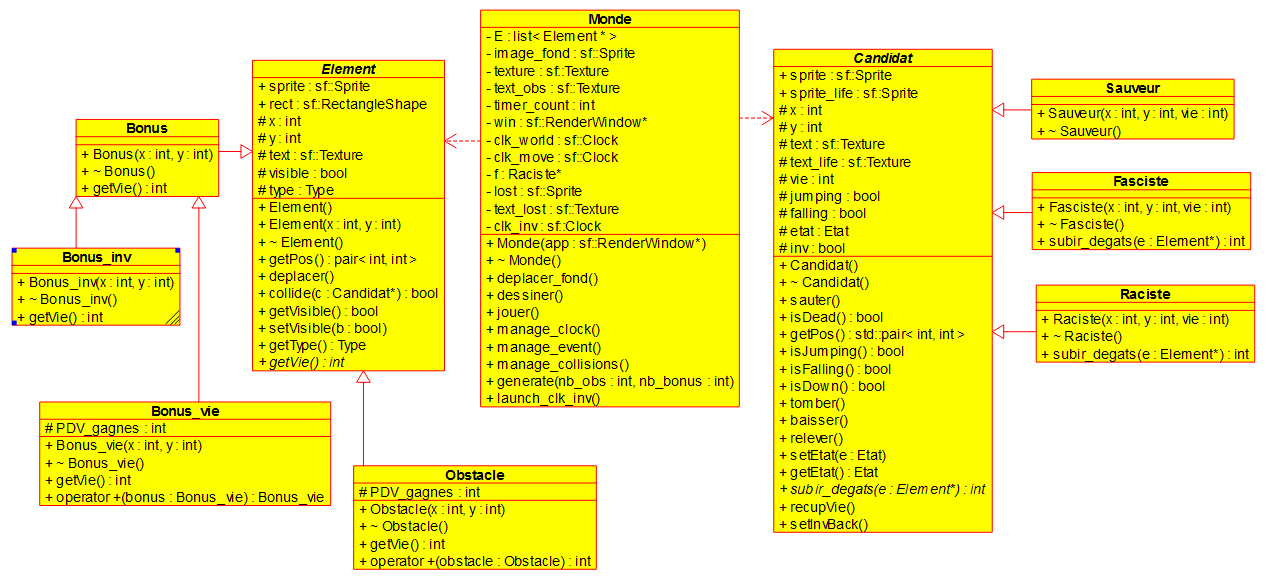 Monde
- E : list< Element * >
- image_fond : sf::Sprite
- texture : sf::Texture
- text_obs : sf::Texture
- timer_count : int
- win : sf::RenderWindow*
- clk_world : sf::Clock
- clk_move : sf::Clock
- f : Raciste*
- lost : sf::Sprite
- text_lost : sf::Texture
- clk_inv : sf::Clock
+ Monde(app : sf::RenderWindow*)
+ ~ Monde()
+ deplacer_fond()
+ dessiner()
+ jouer()
+ manage_clock()
+ manage_event()
+ manage_collisions()
+ generate(nb_obs : int, nb_bonus : int)
+ launch_clk_inv()
Element
+ sprite : sf::Sprite
+ rect : sf::RectangleShape
# x : int
# y : int
# text : sf::Texture
# visible : bool
# type : Type
+ Element()
+ Element(x : int, y : int)
+ ~ Element()
+ getPos() : pair< int, int>
+ deplacer()
+ collide(c : Candidat*) : bool
+ getVisible() : bool
+ setVisible(b : bool)
+ getType() : Type
+ getVie() : int
Candidat
+ sprite : sf::Sprite
+ sprite_life : sf::Sprite
# x : int
# y : int
# text : sf::Texture
# text_life : sf::Texture
# vie : int
# jumping : bool
# falling : bool
# etat : Etat
# inv : bool
+ Candidat()
+ ~ Candidat()
+ sauter()
+ isDead() : bool
+ getPos() : std::pair< int, int >
+ isJumping() : bool
+ isFalling() : bool
+ isDown() : bool
+ tomber()
+ baisser()
+ relever()
+ setEtat(e : Etat)
+ getEtat() : Etat
+ subir_degats(e : Element*) : int
+ recupVie()
+ setInvBack()
Sauveur
+ Sauveur(x : int, y : int, vie : int)
+ ~ Sauveur()
Fasciste
+ Fasciste(x : int, y : int, vie : int)
+ ~ Fasciste()
+ subir_degats(e : Element*) : int
Raciste
+ Raciste(x : int, y : int, vie : int)
+ ~ Raciste()
+ subir_degats(e : Element*) : int
Bonus
+ Bonus(x : int, y : int)
+ ~ Bonus()
+ getVie() : int
Bonus_inv
+ Bonus_inv(x : int, y : int)
+ ~ Bonus_inv()
+ getVie() : int
Bonus_vie
# PDV_gagnes : int
+ Bonus_vie(x : int, y : int)
+ ~ Bonus_vie()
+ getVie() : int
+ operator +(bonus : Bonus_vie) : Bonus_vie
Obstacle
# PDV_gagnes : int
+ Obstacle(x : int, y : int)
+ ~ Obstacle()
+ getVie() : int
+ operator +(obstacle : Obstacle) : int